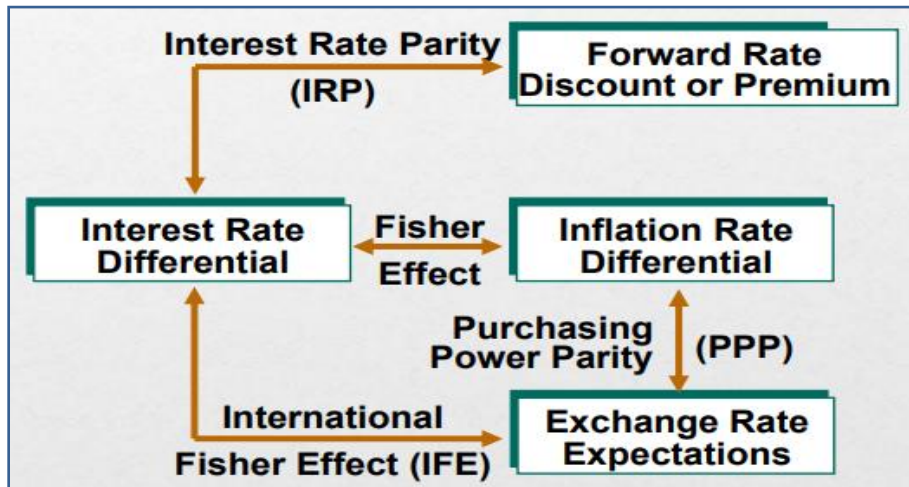 Interest Rate Parity
(IRP)
Forward Rate
Discount or Premium
Interest Rate
Differential
Fisher
Effect
Inflation Rate
Differential
Purchasing
Power Parity
(PPP)
International
Fisher Effect (IFE)
Exchange Rate
Expectations